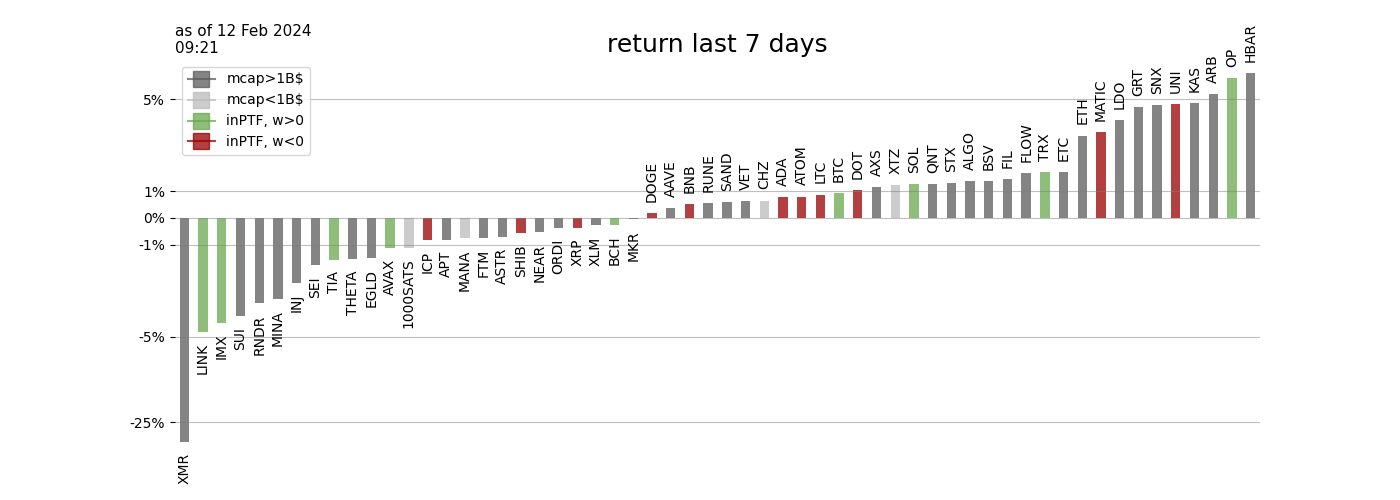 as of 12 Feb 2024
09:21
return last 7 days
mcap>1B$
mcap<1B$
inPTF, w>0
inPTF, w<0
5%
1%
0%
-1%
-5%
-25%
XMR
LINK
IMX
SUI
RNDR
MINA
INJ
SEI
TIA
THETA
EGLD
AVAX
1000SATS
ICP
APT
MANA
FTM
ASTR
SHIB
NEAR
ORDI
XRP
XLM
BCH
MKR
DOGE
AAVE
BNB
RUNE
SAND
VET
CHZ
ADA
ATOM
LTC
BTC
DOT
AXS
XTZ
SOL
QNT
STX
ALGO
BSV
FIL
FLOW
TRX
ETC
ETH
MATIC
LDO
GRT
SNX
UNI
KAS
ARB
OP
HBAR